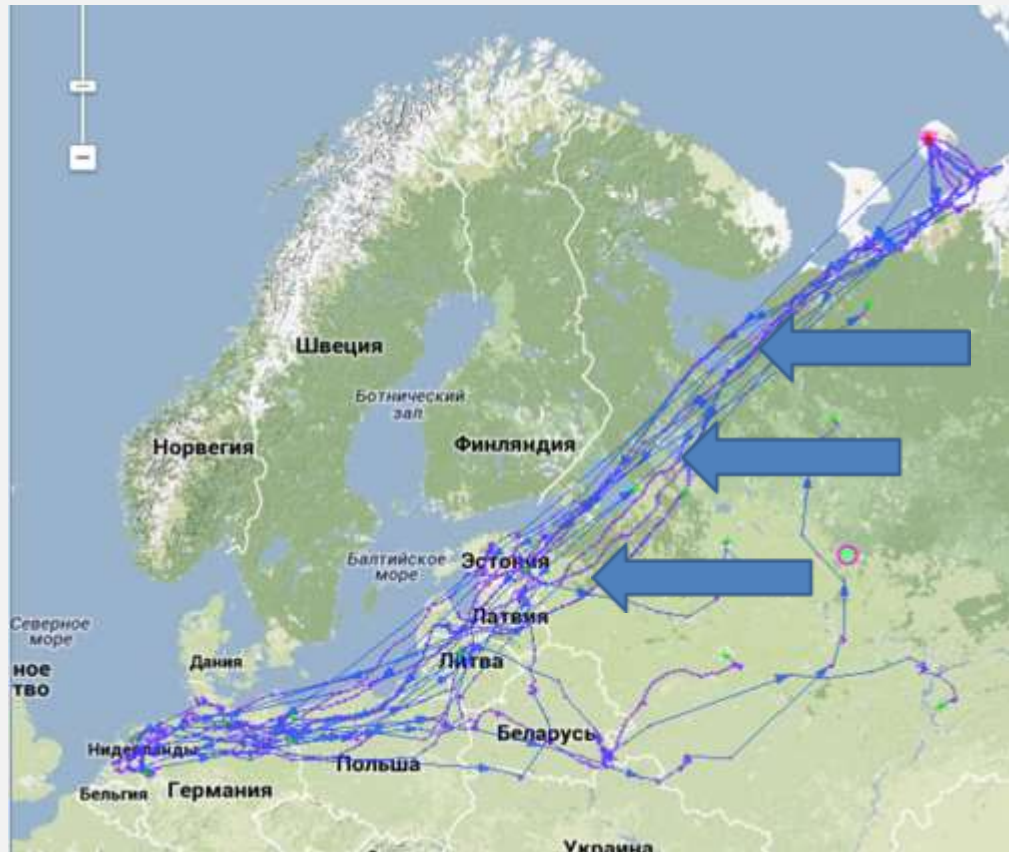 Швеция
Ботнический
зал
Норвегия
Финляндия
Балтийское
море
Эстония
Латвия
Северное
море
Дания
Литва
ное
тво
Беларусь
Нидерланды
Польша
Бельгия
Германия
Украина